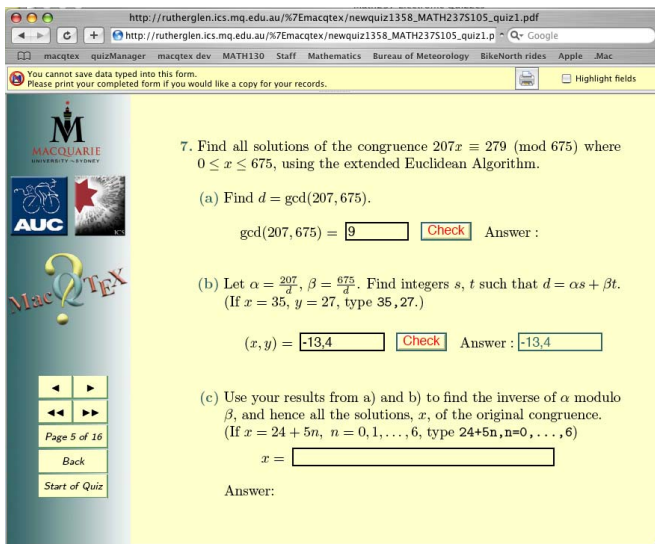 http://rutherglen.ics.mq.edu.au/%7Emacqtex/newquiz1358_MATH237S105_quiz1.pdf
http://rutherglen.ics.mq.edu.au/%7Emacqtex/newquiz1358_MATH237S105_quiz1.p
Google
macqtex quizManager macqtex dev MATH130 Staff Mathematics Bureau of Meteorology BikeNorth rides Apple .Mac
You cannot save data typed into this form.
Please print your completed form if you would like a copy for your records.
Highlight fields
MACQUARIE
UNIVERSITY ~ SYDNEY
AUC
ICS
MacQTEX
7. Find all solutions of the congruence 207x ≡ 279 (mod 675) where
0 ≤ x ≤ 675, using the extended Euclidean Algorithm.
(a) Find d = gcd(207, 675).
gcd(207, 675) = 9 Check Answer :
(b) Let α = 207/d, β = 675/d. Find integers s, t such that d = αs + βt.
(If x = 35, y = 27, type 35,27.)
(x, y) = -13,4 Check Answer : -13,4
(c) Use your results from a) and b) to find the inverse of α modulo
β, and hence all the solutions, x, of the original congruence.
(If x = 24 + 5n, n = 0, 1, . . . , 6, type 24+5n,n=0,...,6)
x =
Answer:
Page 5 of 16
Back
Start of Quiz